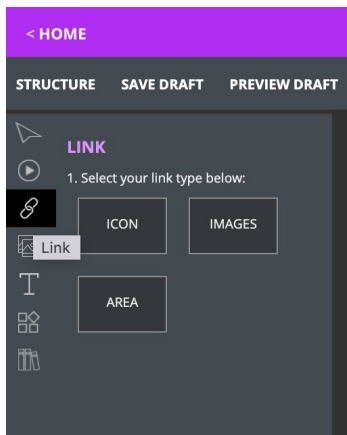 < HOME
STRUCTURE SAVE DRAFT PREVIEW DRAFT
LINK
1. Select your link type below:
ICON IMAGES
Link
AREA